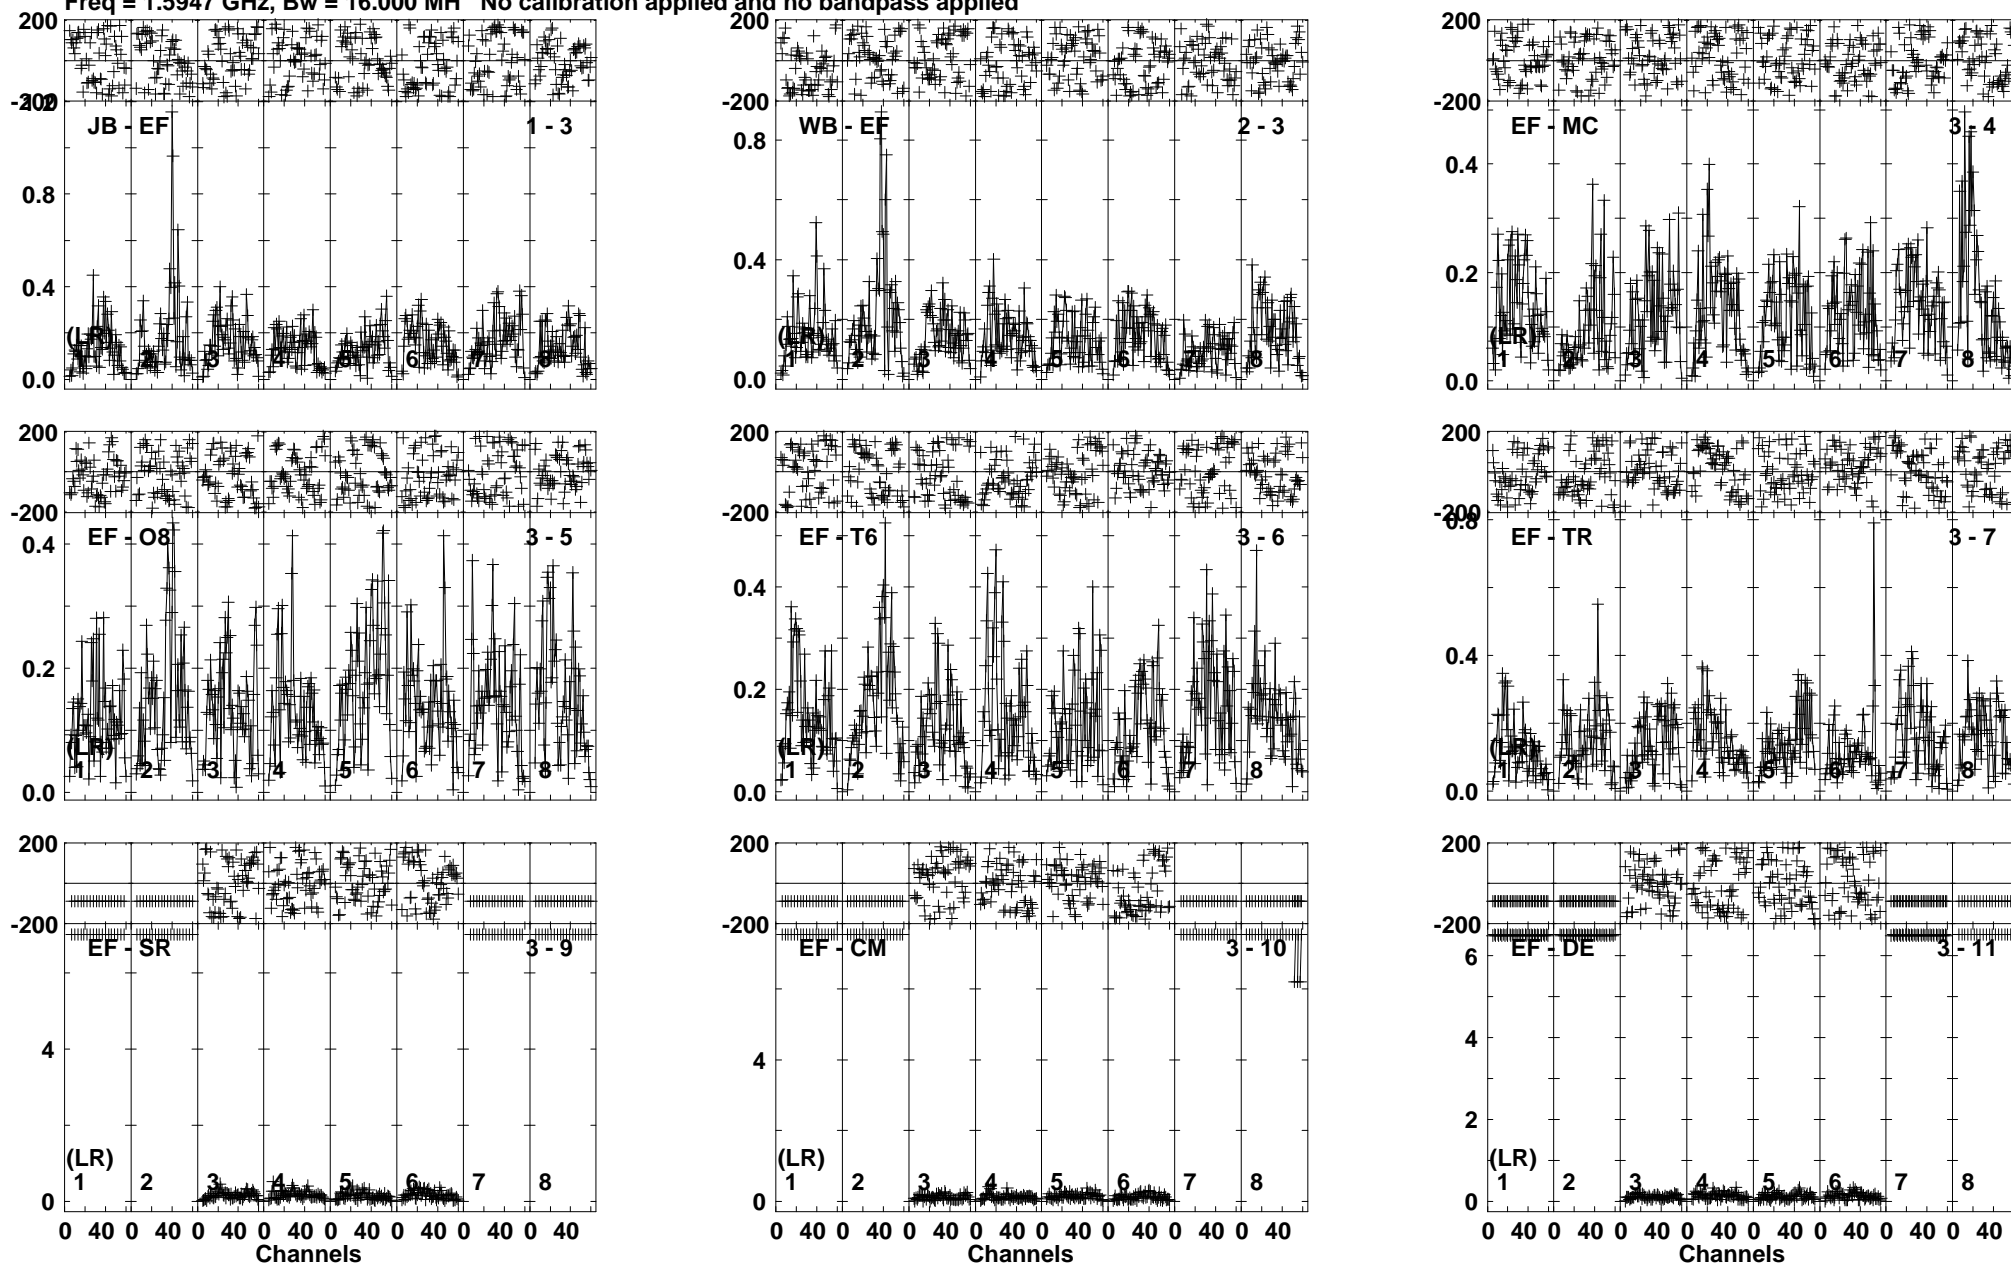 Freq = 1.5947 GHz, Bw = 16.000 MH No calibration applied and no bandpass applied
200 200 200
-200 -200 -200
1.2
JB - EF 1 - 3 WB - EF 2 - 3 EF - MC 3 - 4
0.8 0.8 0.4
0.4 0.4 0.2
(LR) (LR) (LR)
1 2 3 4 5 6 7 8 1 2 3 4 5 6 7 8 1 2 3 4 5 6 7 8
0.0 0.0 0.0
200 200 200
-200 -200 -200
0.8
EF - O8 3 - 5 EF - T6 3 - 6 EF - TR 3 - 7
0.4 0.4 0.4
0.2 0.2
(LR) (LR) (LR)
1 2 3 4 5 6 7 8 1 2 3 4 5 6 7 8 1 2 3 4 5 6 7 8
0.0 0.0 0.0
200 200 200
-200 -200 -200
EF - SR 3 - 9 EF - CM 3 - 10 EF - DE 3 - 11
6
4 4 4
2
(LR) (LR) (LR)
1 2 3 4 5 6 7 8 1 2 3 4 5 6 7 8 1 2 3 4 5 6 7 8
0 0 0
0 40 0 40 0 40 0 40 0 40 0 40 0 40 0 40 0 40 0 40 0 40 0 40 0 40 0 40 0 40 0 40 0 40 0 40 0 40 0 40 0 40 0 40 0 40 0 40
Channels Channels Channels